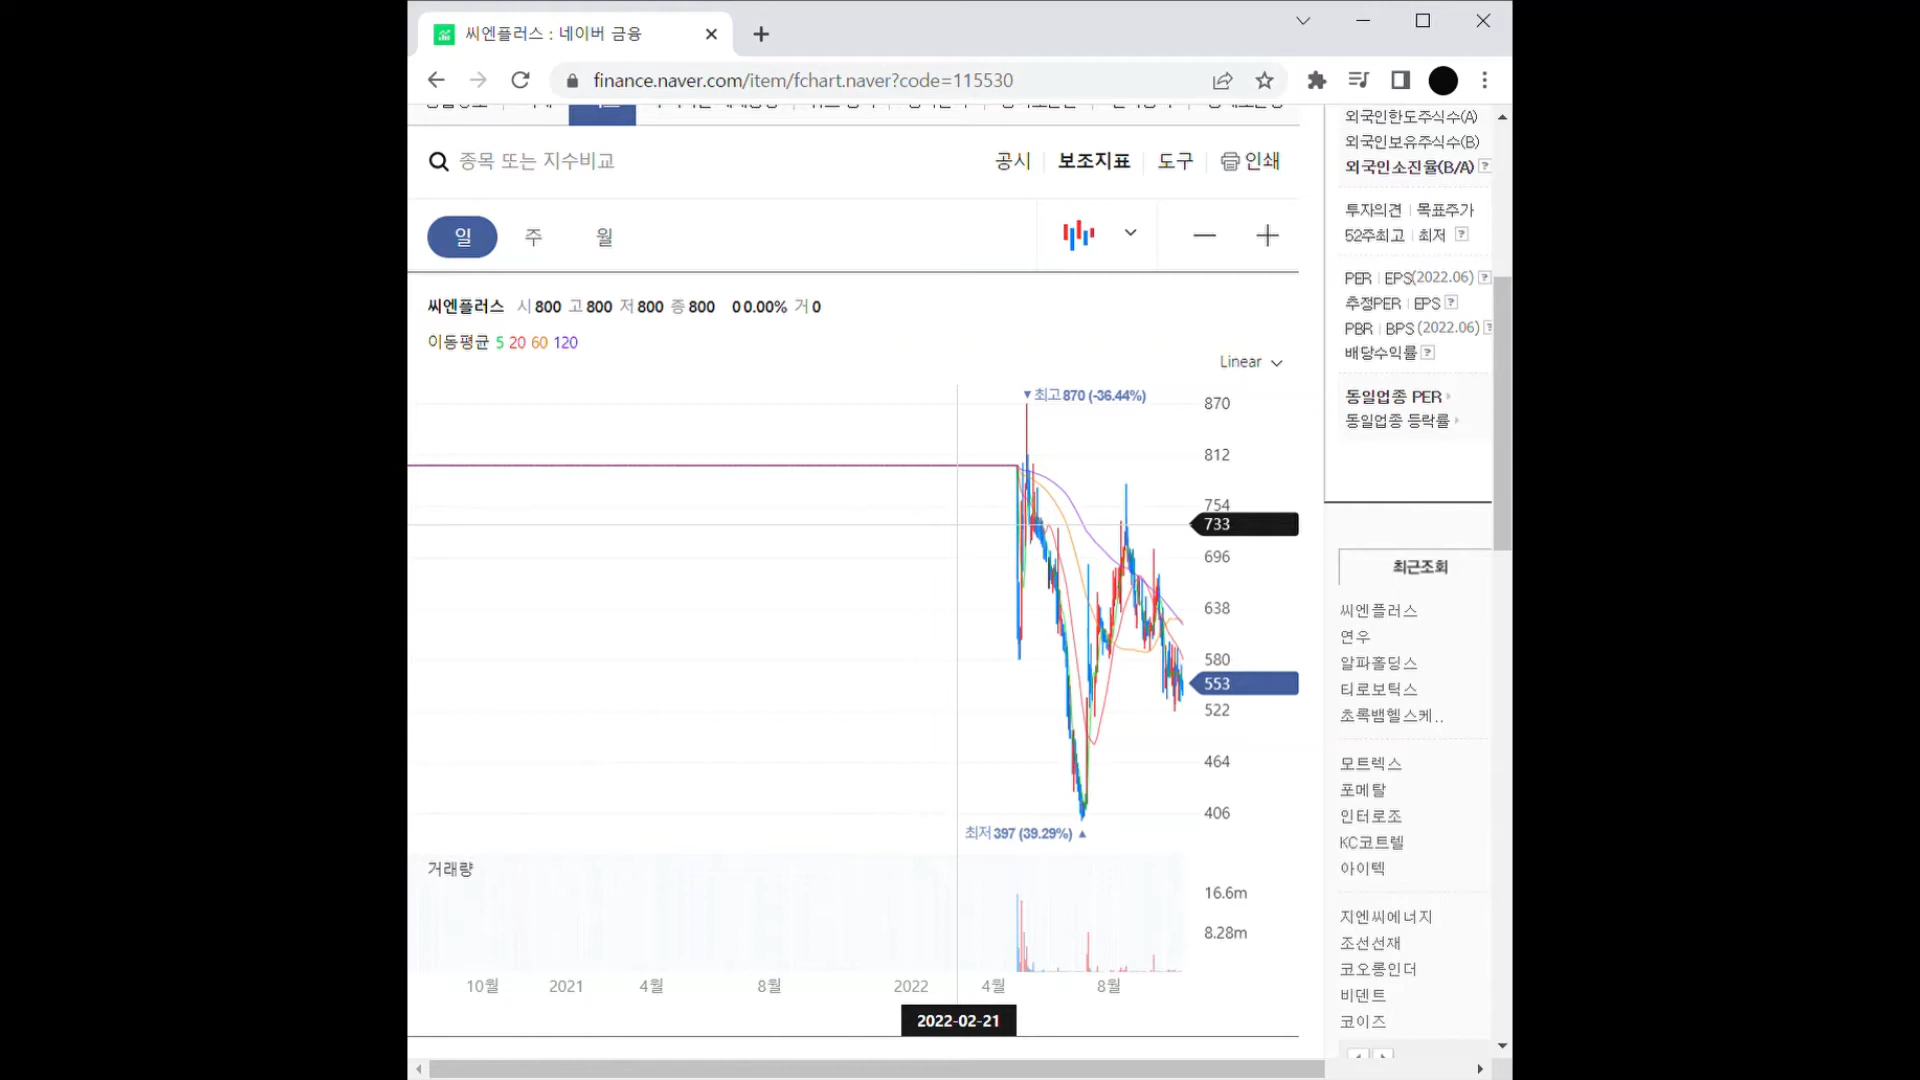 씨엔플러스 : 네이버 금융
finance.naver.com/item/fchart.naver?code=115530
종목 또는 지수비교
공시 보조지표 도구 인쇄
일 주 월
씨엔플러스 시 800 고 800 저 800 종 800 0 0.00% 거 0
이동평균 5 20 60 120
Linear
최고 870 (-36.44%)
870
812
754
733
696
638
580
553
522
464
406
최저 397 (39.29%)
거래량
16.6m
8.28m
10월 2021 4월 8월 2022 4월 8월
2022-02-21
외국인한도주식수(A)
외국인보유주식수(B)
외국인소진율(B/A) ?
투자의견 | 목표주가
52주최고 | 최저 ?
PER | EPS(2022.06) ?
추정PER | EPS ?
PBR | BPS (2022.06) ?
배당수익률 ?
동일업종 PER
동일업종 등락률
최근조회
씨엔플러스
연우
알파홀딩스
티로보틱스
초록뱀헬스케..
모트렉스
포메탈
인터로조
KC코트렐
아이텍
지엔씨에너지
조선선재
코오롱인더
비덴트
코이즈